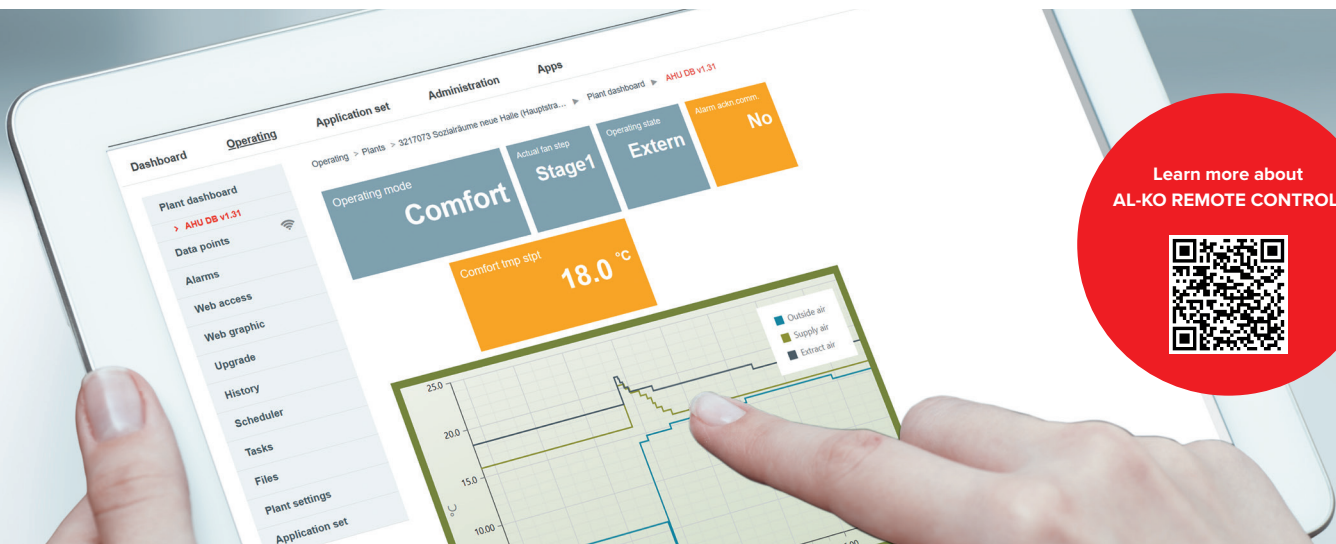 Dashboard
Operating
Application set
Administration
Apps
Operating > Plants > 3217073 Sozialräume neue Halle (Hauptstra... ▶ Plant dashboard ▶ AHU DB v1.31
Plant dashboard
> AHU DB v1.31
Data points
Alarms
Web access
Web graphic
Upgrade
History
Scheduler
Tasks
Files
Plant settings
Application set
Operating mode
Comfort
Actual fan step
Stage1
Operating state
Extern
Alarm ackn.comm.
No
Comfort tmp stpt
18.0 °C
Outside air
Supply air
Extract air
25.0
20.0
15.0
10.00
°C
Learn more about
AL-KO REMOTE CONTROL